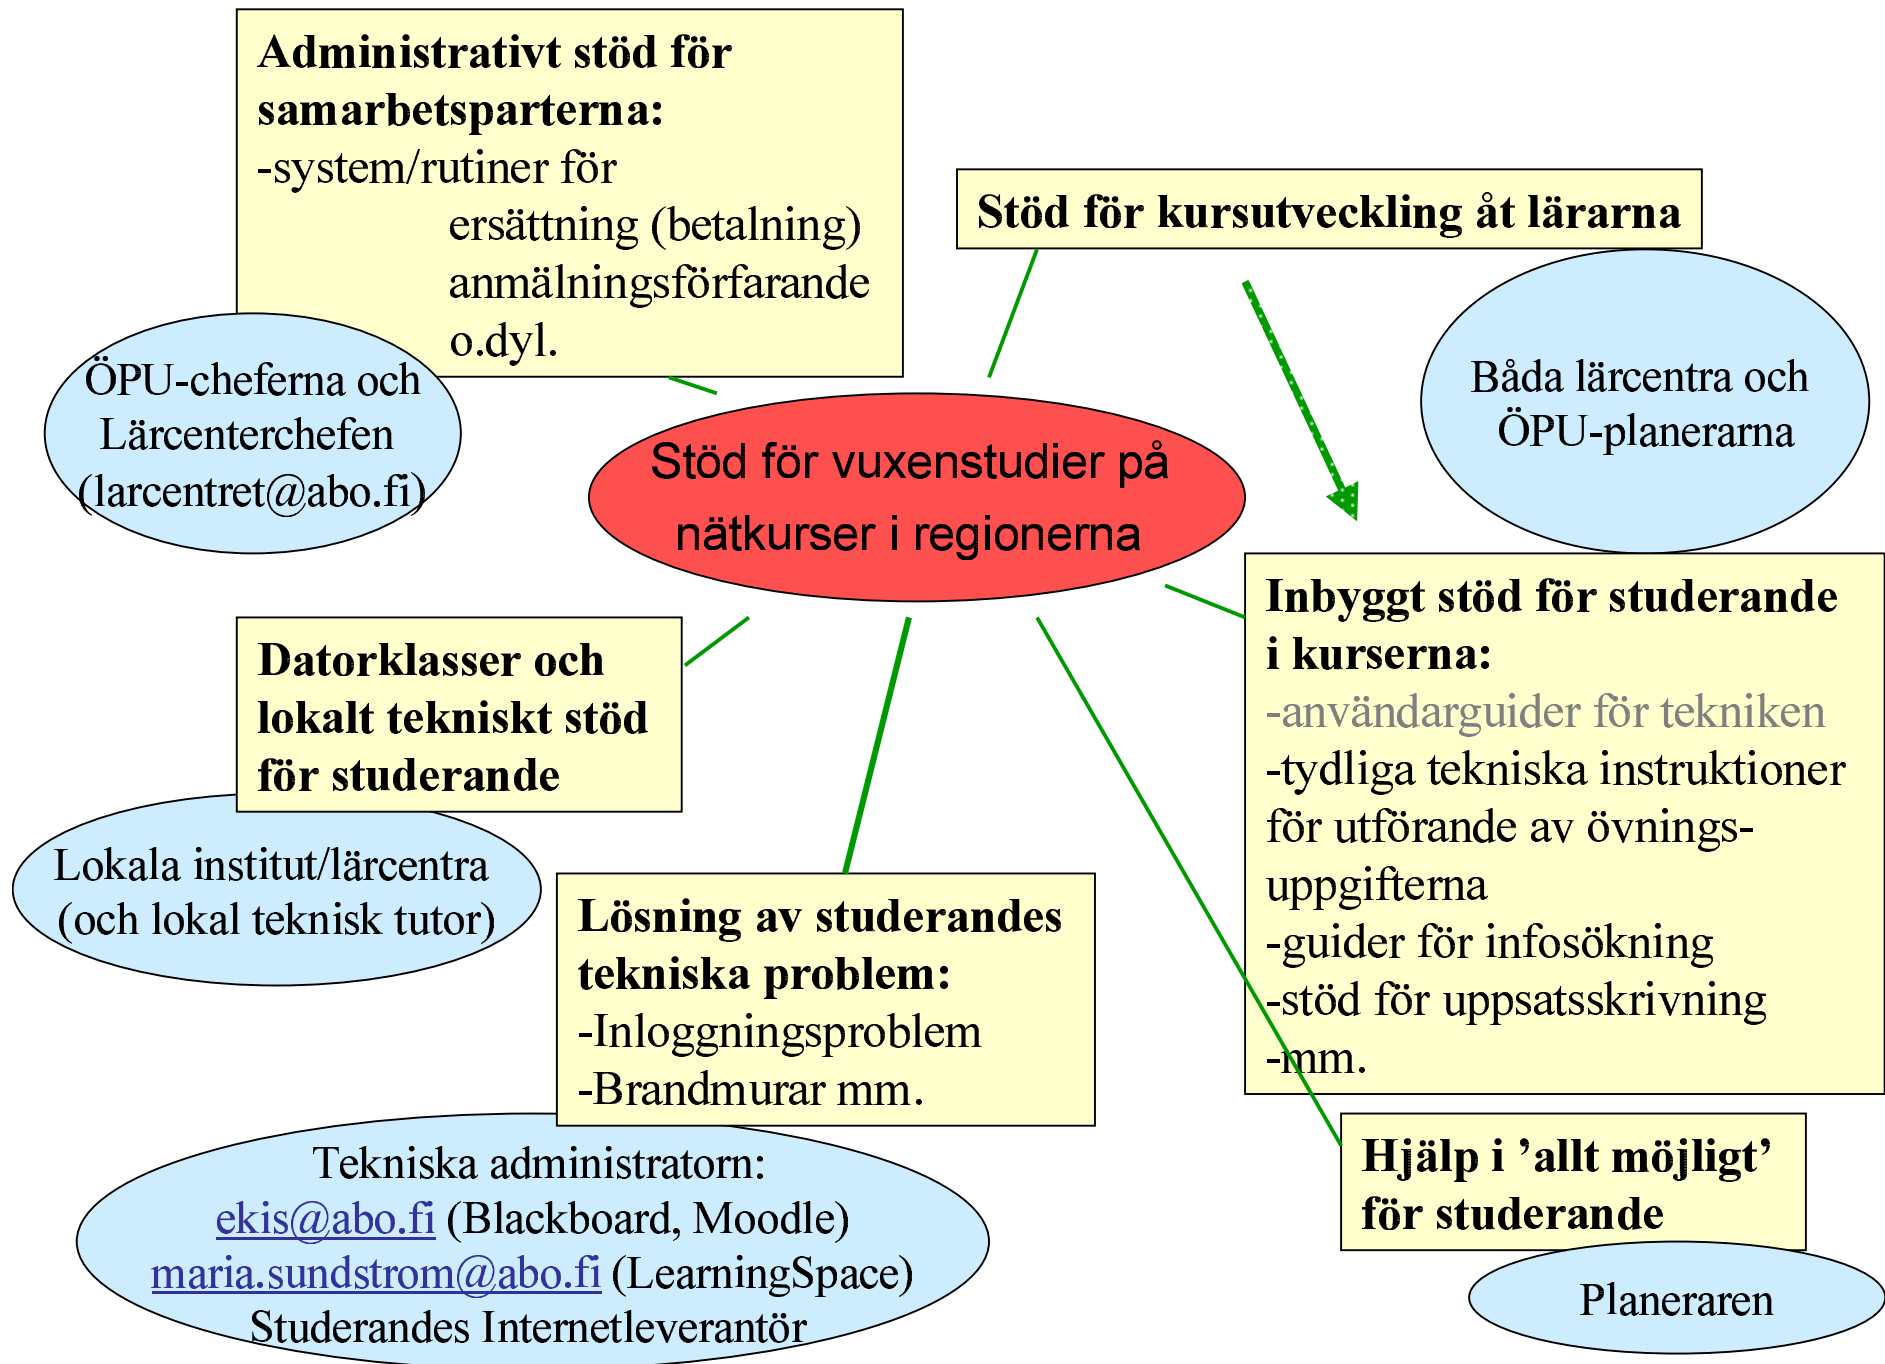 Administrativt stöd för
samarbetsparterna:
-system/rutiner för
ersättning (betalning)
anmälningsförfarande
o.dyl.
ÖPU-cheferna och
Lärcenterchefen
(larcentret@abo.fi)
Stöd för kursutveckling åt lärarna
Båda lärcentra och
ÖPU-planerarna
Stöd för vuxenstudier på
nätkurser i regionerna
Inbyggt stöd för studerande
i kurserna:
-användarguider för tekniken
-tydliga tekniska instruktioner
för utförande av övnings-
uppgifterna
-guider för infosökning
-stöd för uppsatsskrivning
-mm.
Datorklasser och
lokalt tekniskt stöd
för studerande
Lokala institut/lärcentra
(och lokal teknisk tutor)
Lösning av studerandes
tekniska problem:
-Inloggningsproblem
-Brandmurar mm.
Tekniska administratorn:
ekis@abo.fi (Blackboard, Moodle)
maria.sundstrom@abo.fi (LearningSpace)
Studerandes Internetleverantör
Hjälp i ’allt möjligt’
för studerande
Planeraren